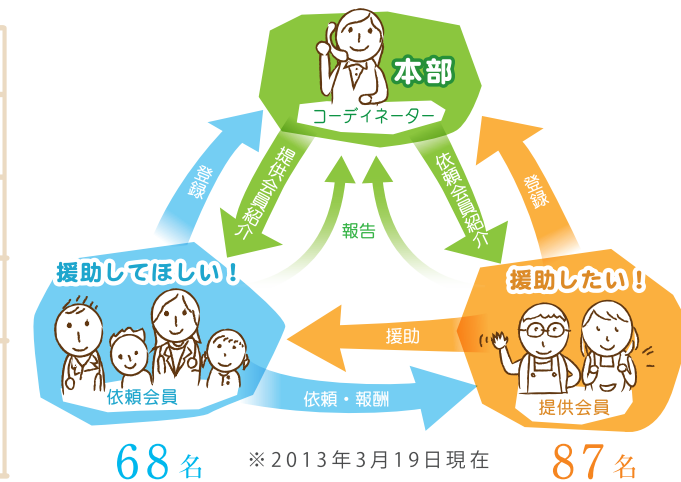 本部
コーディネーター
登録
提供会員紹介
依頼会員紹介
登録
報告
援助してほしい！
援助したい！
援助
依頼会員
依頼・報酬
提供会員
68名
※2013年3月19日現在
87名